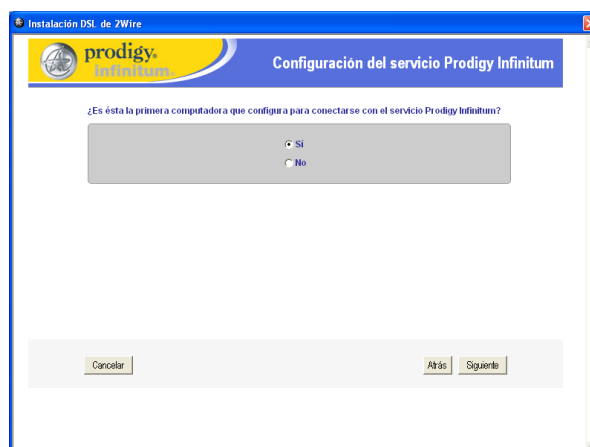 Instalación DSL de 2Wire
prodigy.
infinitum.
Configuración del servicio Prodigy Infinitum
¿Es ésta la primera computadora que configura para conectarse con el servicio Prodigy Infinitum?
Sí
No
Cancelar
Atrás
Siguiente